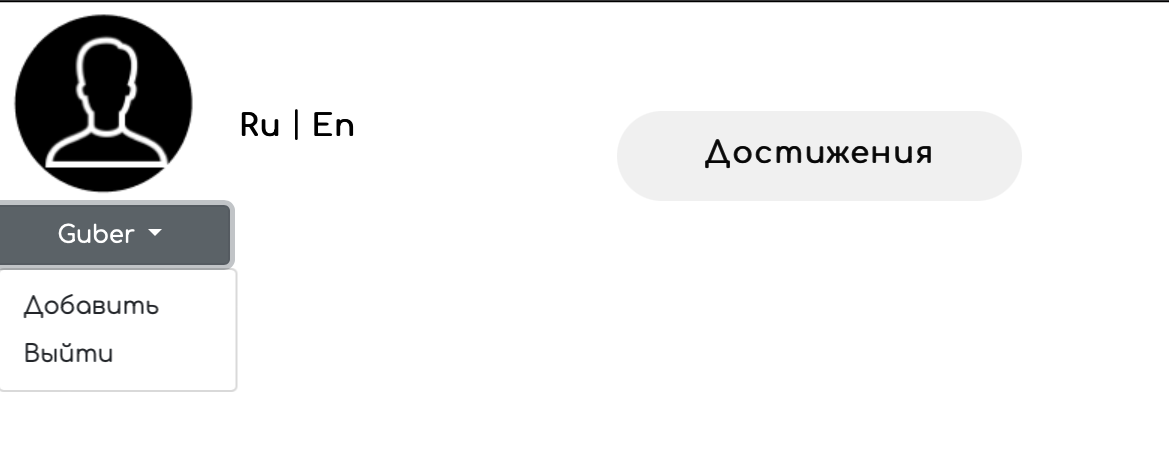 Ru | En
Достижения
Guber
Добавить
Выйти